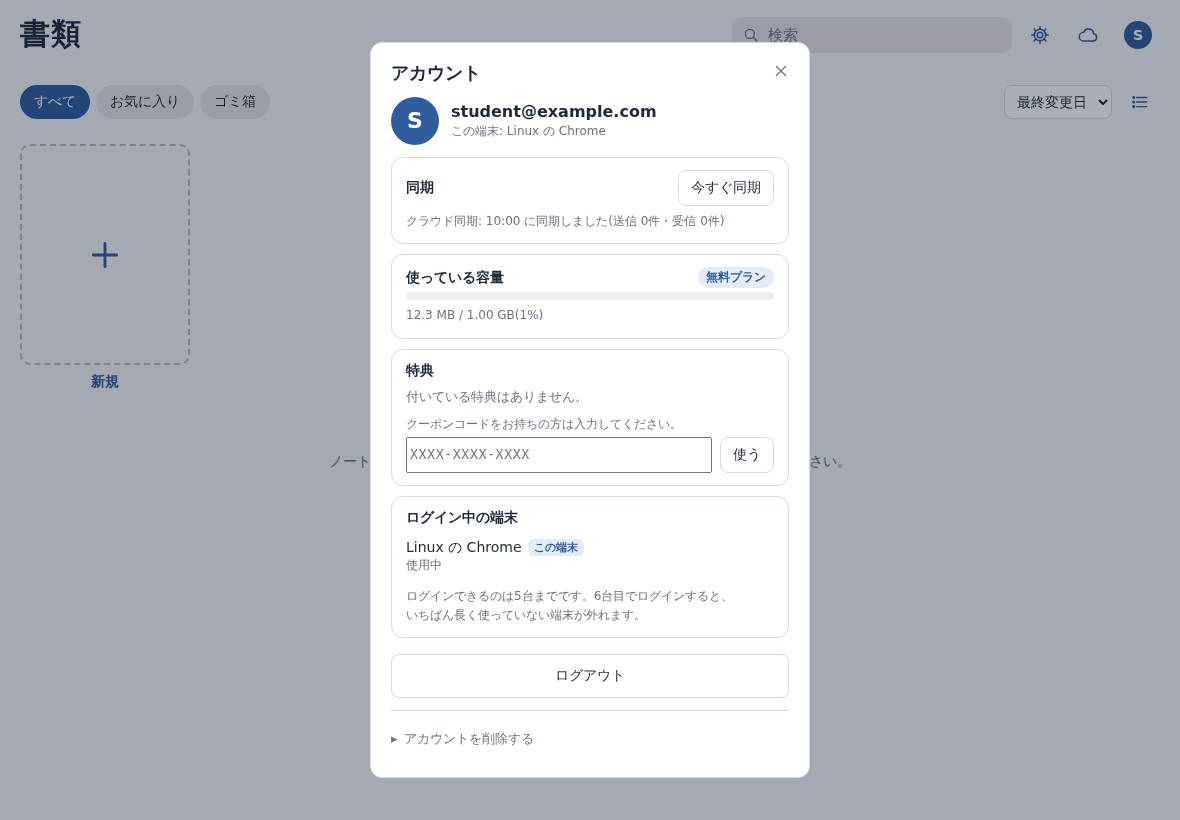 書類
検索
S
すべて
お気に入り
ゴミ箱
最終変更日
新規
ノート
さい。
アカウント
S
student@example.com
この端末: Linux の Chrome
同期
今すぐ同期
クラウド同期: 10:00 に同期しました(送信 0件・受信 0件)
使っている容量
無料プラン
12.3 MB / 1.00 GB(1%)
特典
付いている特典はありません。
クーポンコードをお持ちの方は入力してください。
XXXX-XXXX-XXXX
使う
ログイン中の端末
Linux の Chrome この端末
使用中
ログインできるのは5台までです。6台目でログインすると、
いちばん長く使っていない端末が外れます。
ログアウト
▸ アカウントを削除する